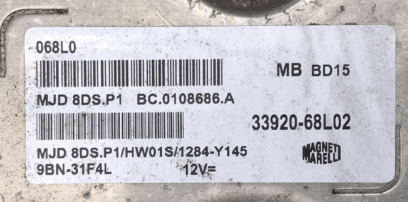 068L0
MB BD15
MJD 8DS.P1 BC.0108686.A
33920-68L02
MJD 8DS.P1/HW01S/1284-Y145
9BN-31F4L 12V=
MAGNETI
MARELLI